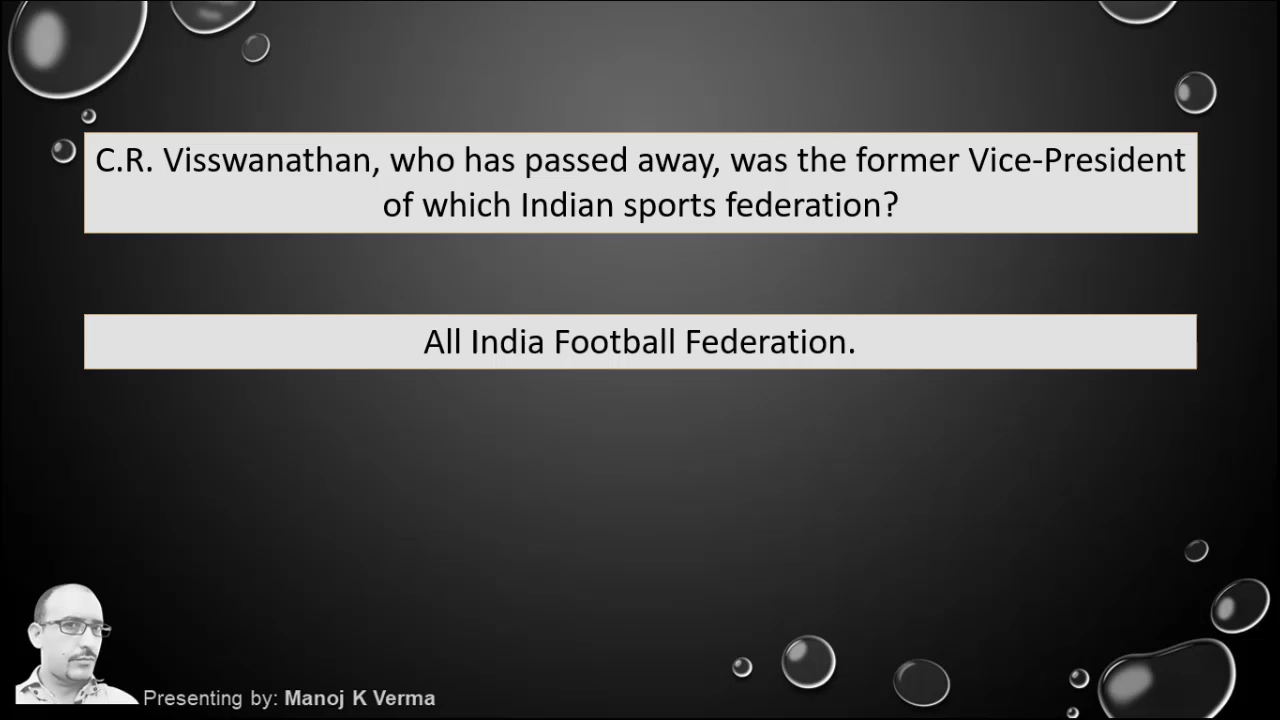 C.R. Visswanathan, who has passed away, was the former Vice-President
of which Indian sports federation?
All India Football Federation.
Presenting by: Manoj K Verma